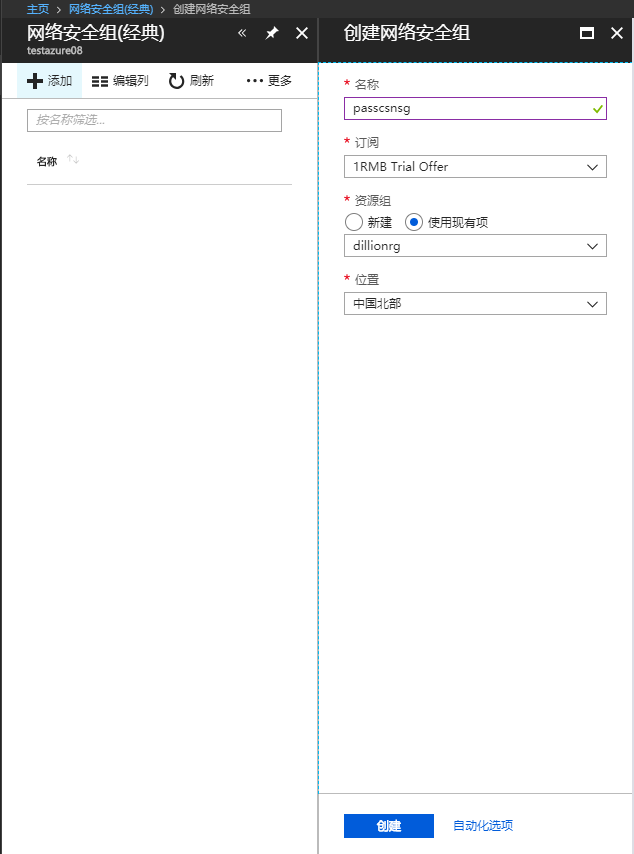 主页 > 网络安全组(经典) > 创建网络安全组
网络安全组(经典)
testazure08
添加 编辑列 刷新 ··· 更多
按名称筛选...
名称
创建网络安全组
* 名称
passcsnsg
* 订阅
1RMB Trial Offer
* 资源组
新建 使用现有项
dillionrg
* 位置
中国北部
创建 自动化选项